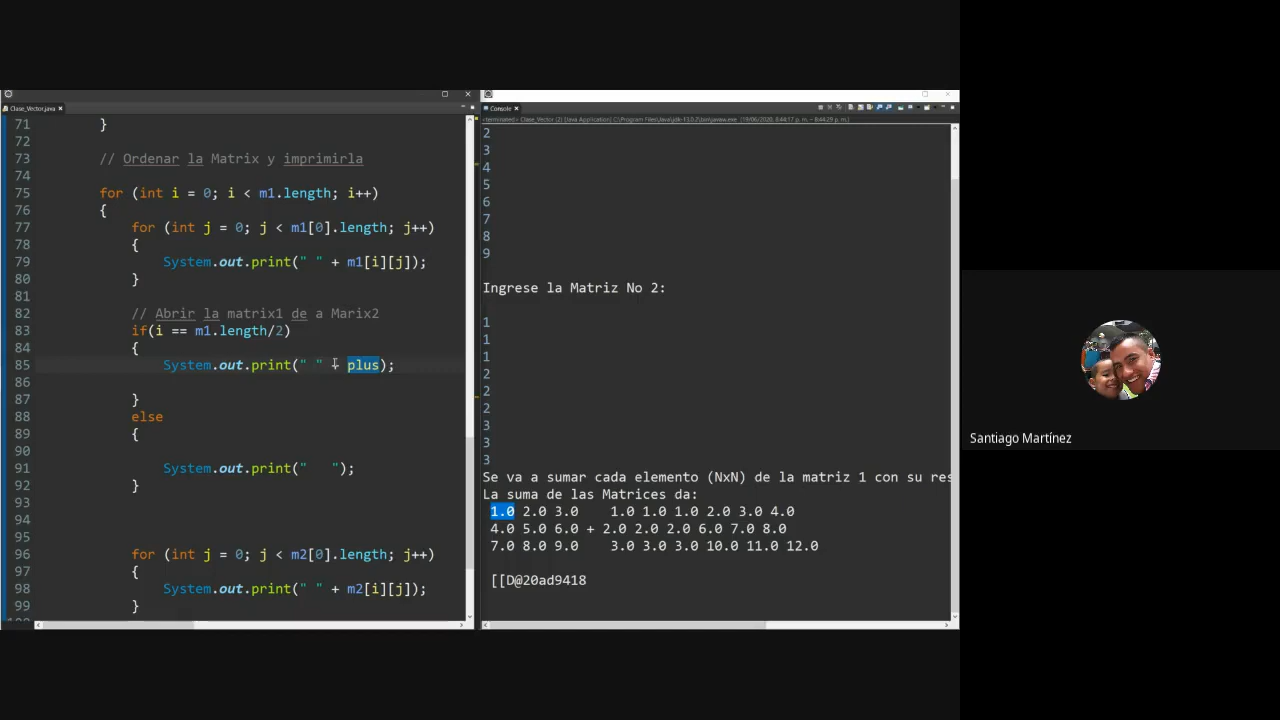 Clase_Vector.java
71 }
72
73 // Ordenar la Matrix y imprimirla
74
75 for (int i = 0; i < m1.length; i++)
76 {
77 for (int j = 0; j < m1[0].length; j++)
78 {
79 System.out.print(" " + m1[i][j]);
80 }
81
82 // Abrir la matrix1 de a Marix2
83 if(i == m1.length/2)
84 {
85 System.out.print(" " + plus);
86
87 }
88 else
89 {
90
91 System.out.print("   ");
92 }
93
94
95
96 for (int j = 0; j < m2[0].length; j++)
97 {
98 System.out.print(" " + m2[i][j]);
99 }
Console
<terminated> Clase_Vector (2) [Java Application] C:\Program Files\Java\jdk-13.0.2\bin\javaw.exe (19/06/2020, 8:44:17 p. m. – 8:44:29 p. m.)
2
3
4
5
6
7
8
9
Ingrese la Matriz No 2:
1
1
1
2
2
2
3
3
3
Se va a sumar cada elemento (NxN) de la matriz 1 con su res
La suma de las Matrices da:
1.0 2.0 3.0    1.0 1.0 1.0 2.0 3.0 4.0
4.0 5.0 6.0 + 2.0 2.0 2.0 6.0 7.0 8.0
7.0 8.0 9.0    3.0 3.0 3.0 10.0 11.0 12.0
[[D@20ad9418
Santiago Martínez